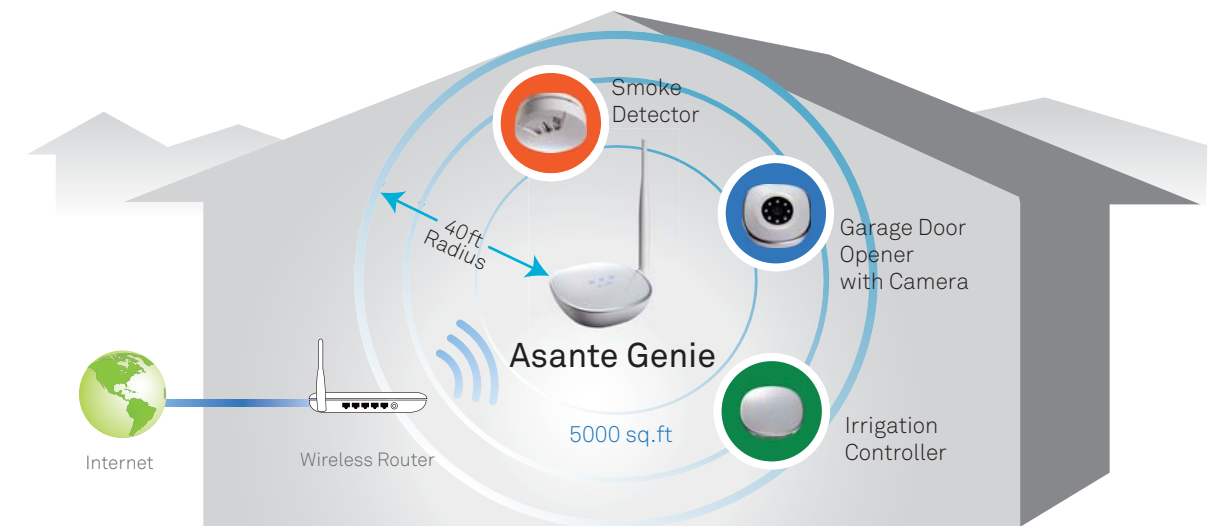 Smoke
Detector
40ft
Radius
Garage Door
Opener
with Camera
Asante Genie
5000 sq.ft
Irrigation
Controller
Internet
Wireless Router